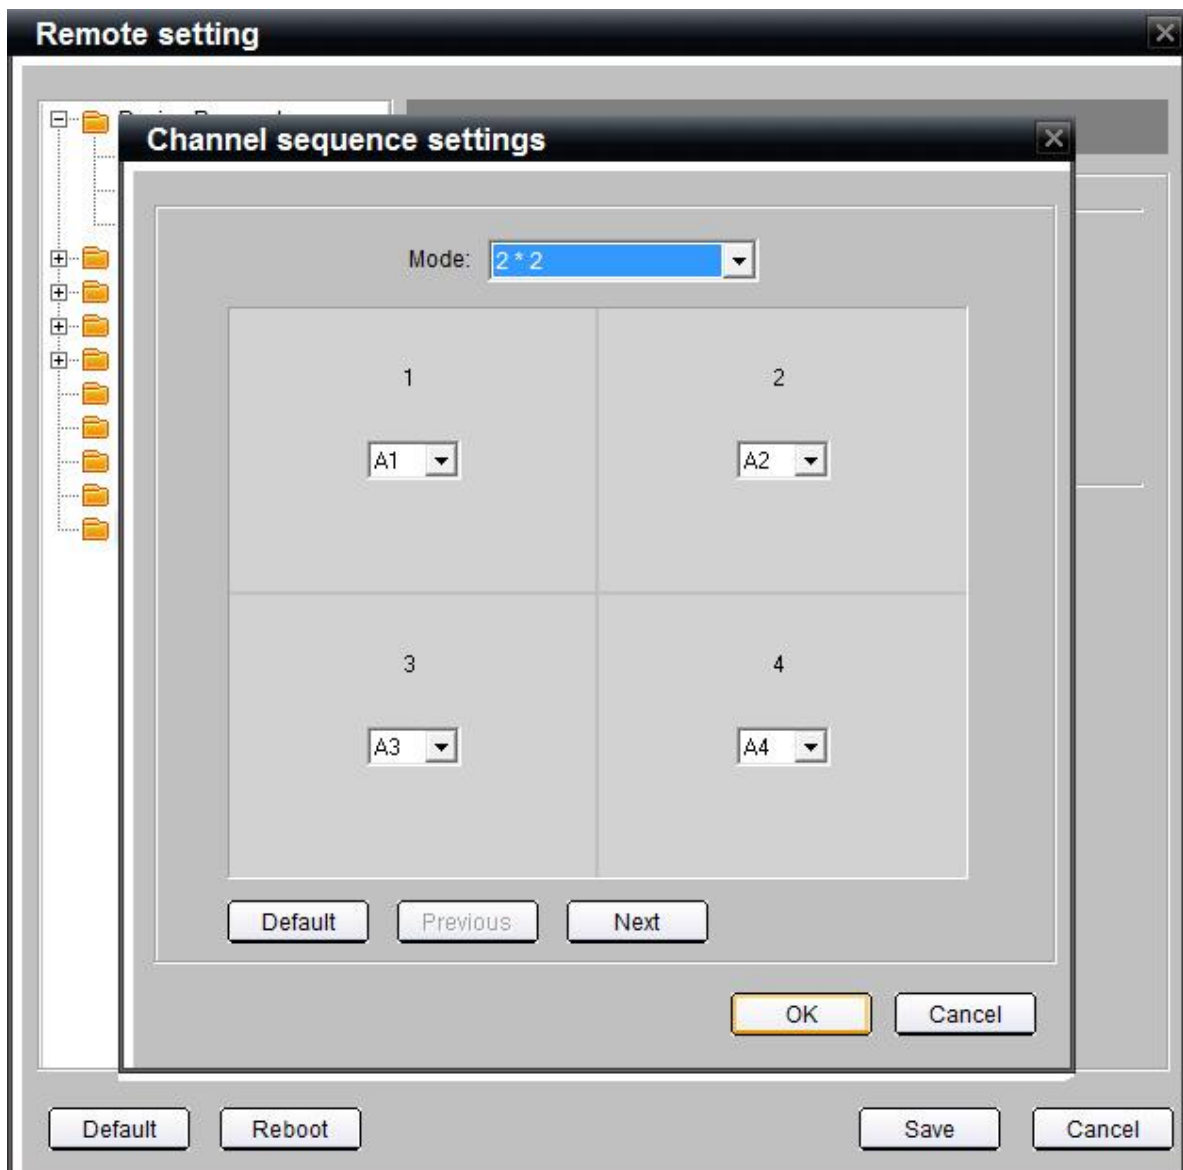 Remote setting
Channel sequence settings
Mode: 2 * 2
1 2
A1 A2
3 4
A3 A4
Default Previous Next
OK Cancel
Default Reboot Save Cancel